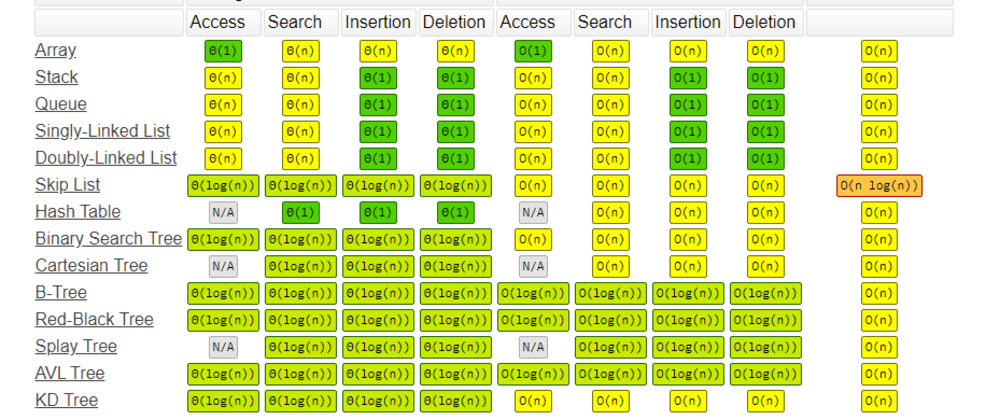 Access Search Insertion Deletion Access Search Insertion Deletion
Array Θ(1) Θ(n) Θ(n) Θ(n) O(1) O(n) O(n) O(n) O(n)
Stack Θ(n) Θ(n) Θ(1) Θ(1) O(n) O(n) O(1) O(1) O(n)
Queue Θ(n) Θ(n) Θ(1) Θ(1) O(n) O(n) O(1) O(1) O(n)
Singly-Linked List Θ(n) Θ(n) Θ(1) Θ(1) O(n) O(n) O(1) O(1) O(n)
Doubly-Linked List Θ(n) Θ(n) Θ(1) Θ(1) O(n) O(n) O(1) O(1) O(n)
Skip List Θ(log(n)) Θ(log(n)) Θ(log(n)) Θ(log(n)) O(n) O(n) O(n) O(n) O(n log(n))
Hash Table N/A Θ(1) Θ(1) Θ(1) N/A O(n) O(n) O(n) O(n)
Binary Search Tree Θ(log(n)) Θ(log(n)) Θ(log(n)) Θ(log(n)) O(n) O(n) O(n) O(n) O(n)
Cartesian Tree N/A Θ(log(n)) Θ(log(n)) Θ(log(n)) N/A O(n) O(n) O(n) O(n)
B-Tree Θ(log(n)) Θ(log(n)) Θ(log(n)) Θ(log(n)) O(log(n)) O(log(n)) O(log(n)) O(log(n)) O(n)
Red-Black Tree Θ(log(n)) Θ(log(n)) Θ(log(n)) Θ(log(n)) O(log(n)) O(log(n)) O(log(n)) O(log(n)) O(n)
Splay Tree N/A Θ(log(n)) Θ(log(n)) Θ(log(n)) N/A O(log(n)) O(log(n)) O(log(n)) O(n)
AVL Tree Θ(log(n)) Θ(log(n)) Θ(log(n)) Θ(log(n)) O(log(n)) O(log(n)) O(log(n)) O(log(n)) O(n)
KD Tree Θ(log(n)) Θ(log(n)) Θ(log(n)) Θ(log(n)) O(n) O(n) O(n) O(n) O(n)